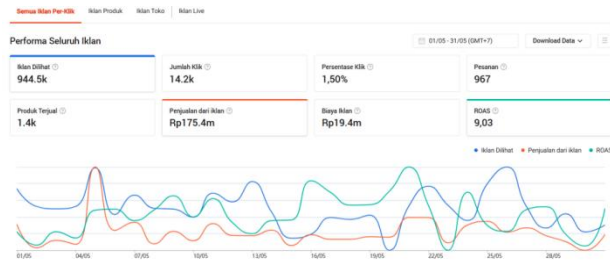 Semua Iklan Per-Klik Iklan Produk Iklan Toko Iklan Live
Performa Seluruh Iklan 01/05 - 31/05 (GMT+7) Download Data
Iklan Dilihat Jumlah Klik Persentase Klik Pesanan
944.5k 14.2k 1,50% 967
Produk Terjual Penjualan dari iklan Biaya Iklan ROAS
1.4k Rp175.4m Rp19.4m 9,03
Iklan Dilihat Penjualan dari iklan ROAS
01/05 04/05 07/05 10/05 13/05 16/05 19/05 22/05 25/05 28/05